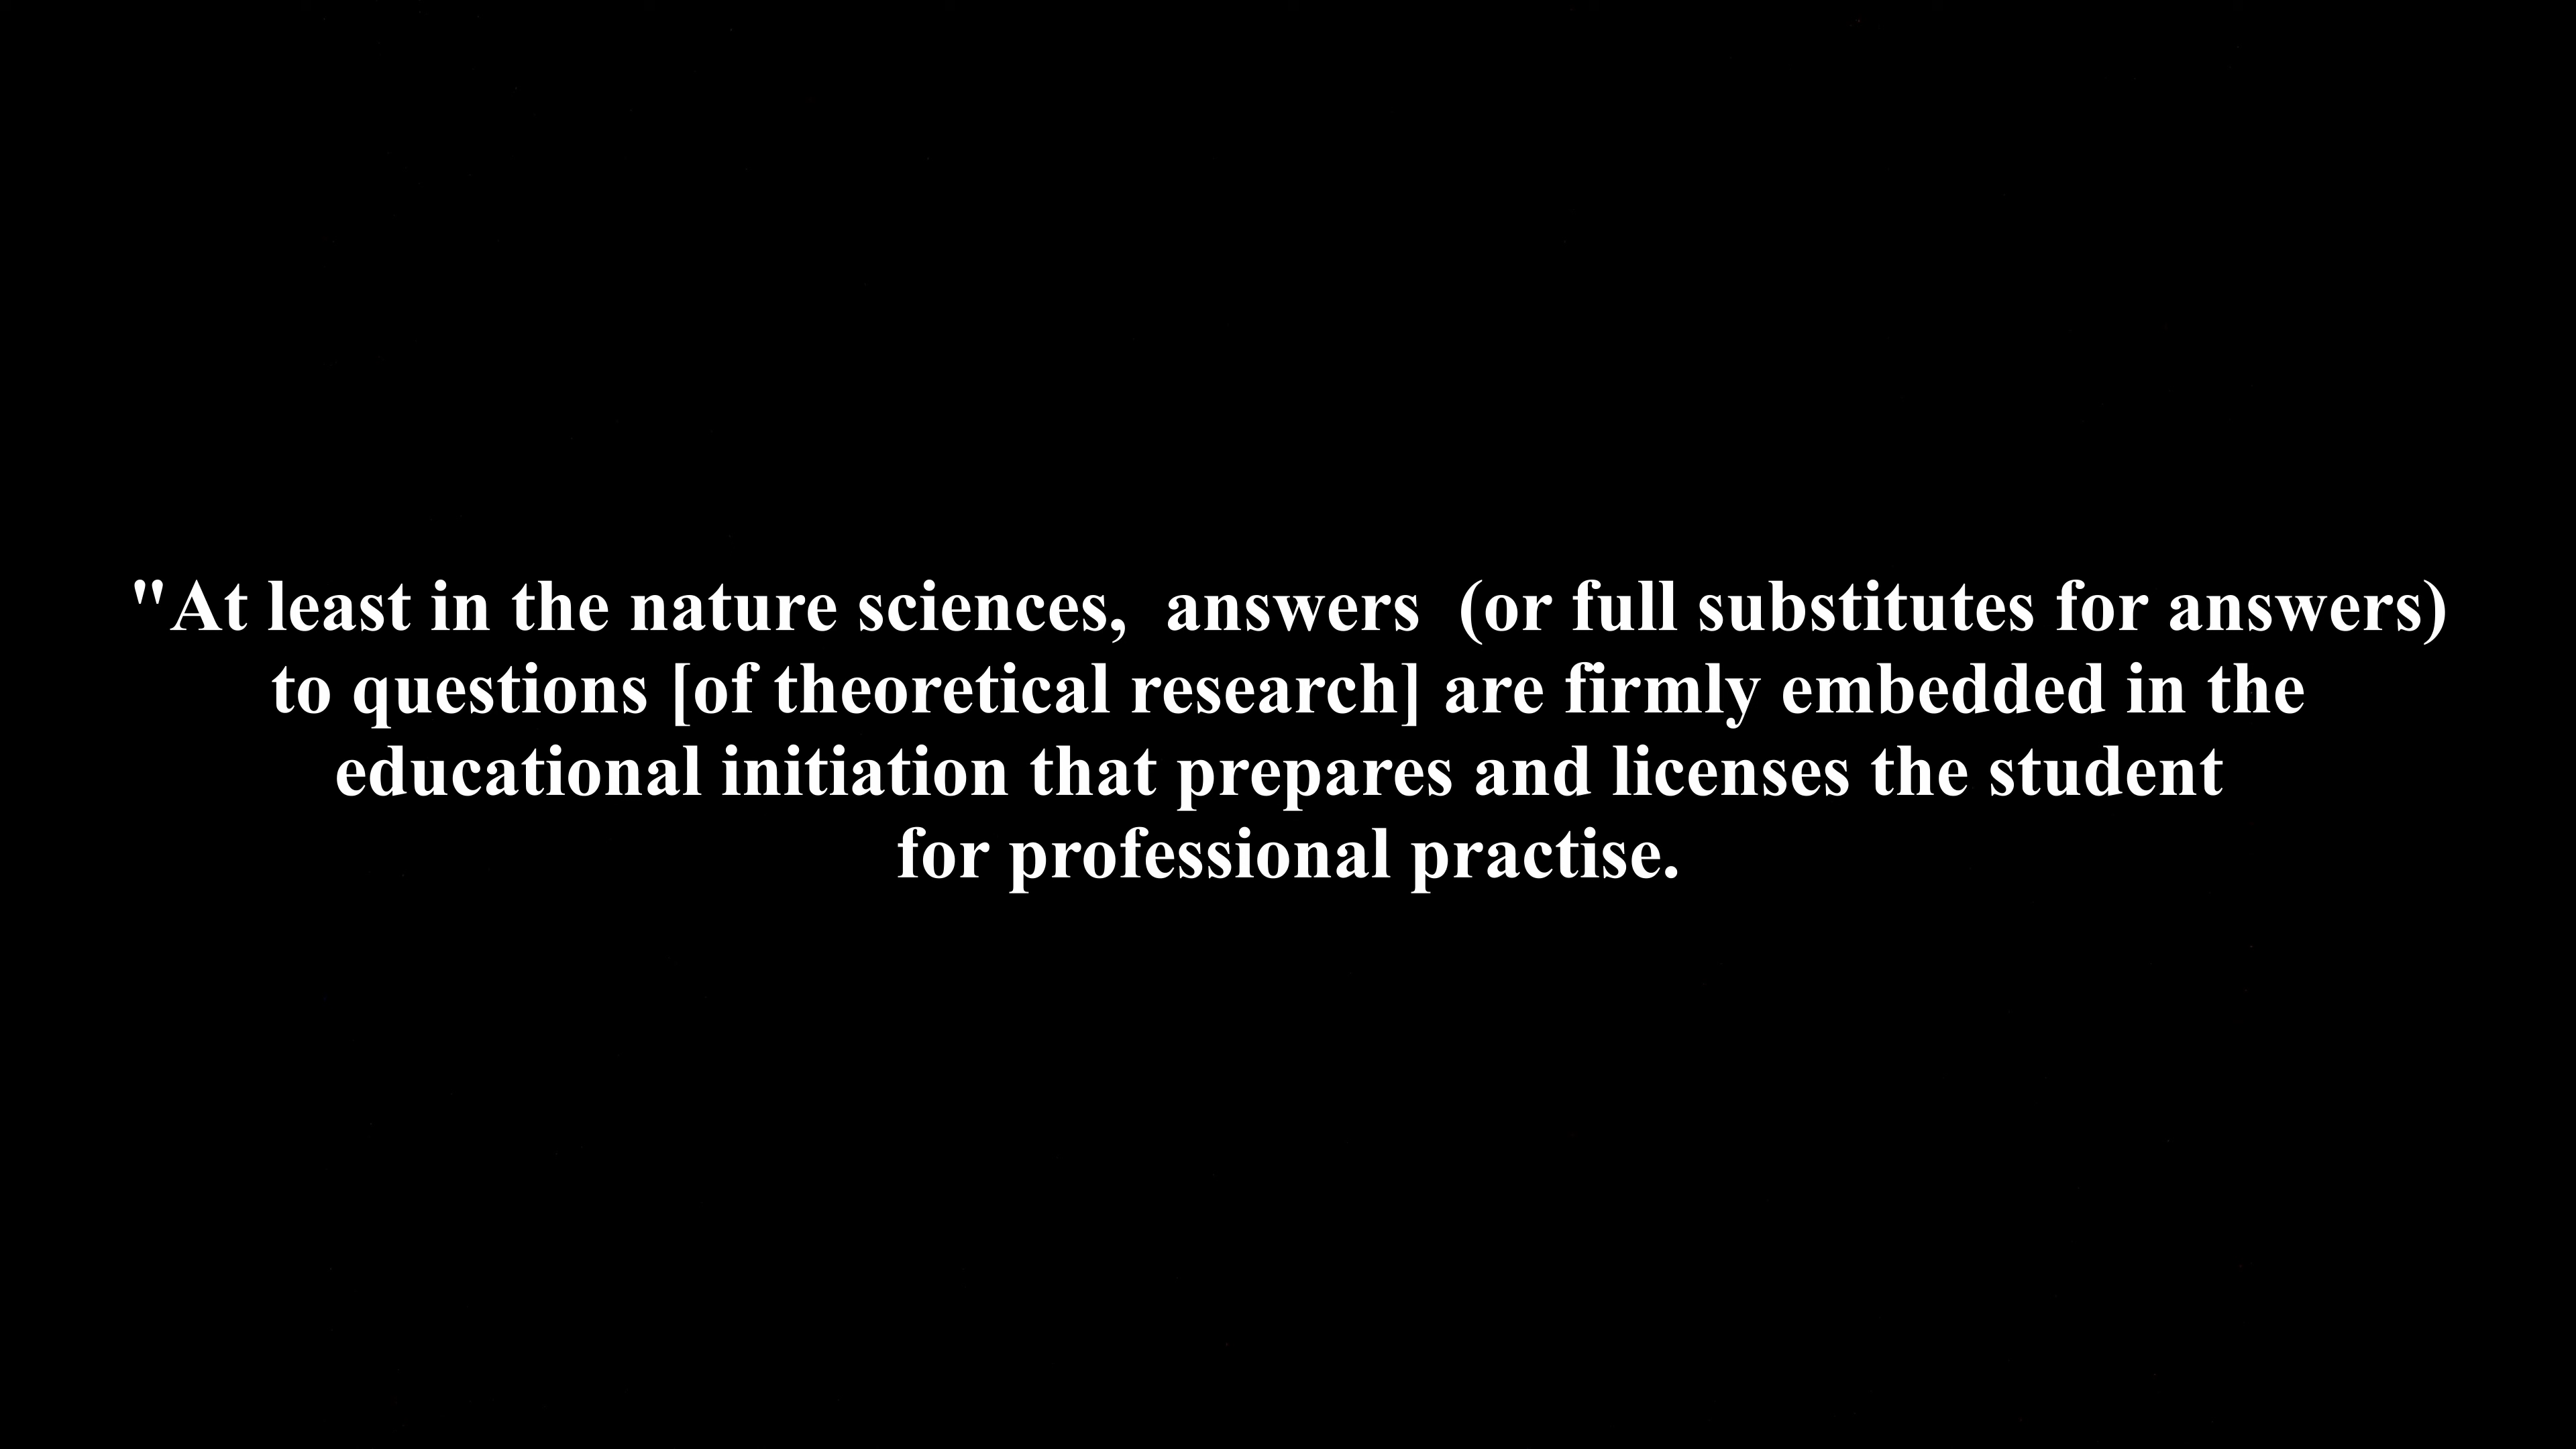 "At least in the nature sciences,  answers  (or full substitutes for answers)
to questions [of theoretical research] are firmly embedded in the
educational initiation that prepares and licenses the student
for professional practise.